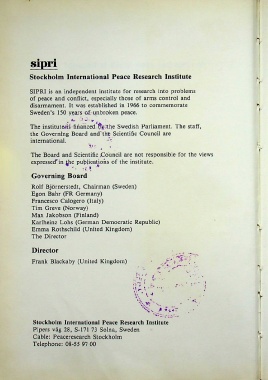 sipri
Stockholm International Peace Research Institute
SIPRI is an independent institute for research into problems
of peace and conflict, especially those of arms control and
disarmament. It was established in 1966 to commemorate
Sweden's 150 years of unbroken peace.
The institute is financed by the Swedish Parliament. The staff,
the Governing Board and the Scientific Council are
international.
The Board and Scientific Council are not responsible for the views
expressed in the publications of the institute.
Governing Board
Rolf Björnerstedt, Chairman (Sweden)
Egon Bahr (FR Germany)
Francesco Calogero (Italy)
Tim Greve (Norway)
Max Jakobson (Finland)
Karlheinz Lohs (German Democratic Republic)
Emma Rothschild (United Kingdom)
The Director
Director
Frank Blackaby (United Kingdom)
Stockholm International Peace Research Institute
Pipers väg 28, S-171 73 Solna, Sweden
Cable: Peaceresearch Stockholm
Telephone: 08-55 97 00